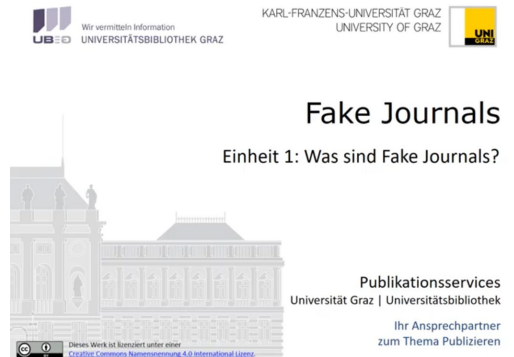 Wir vermitteln Information
UNIVERSITÄTSBIBLIOTHEK GRAZ
KARL-FRANZENS-UNIVERSITÄT GRAZ
UNIVERSITY OF GRAZ
UNI
GRAZ
Fake Journals
Einheit 1: Was sind Fake Journals?
Publikationsservices
Universität Graz | Universitätsbibliothek
Ihr Ansprechpartner
zum Thema Publizieren
Dieses Werk ist lizenziert unter einer
Creative Commons Namensnennung 4.0 International Lizenz.